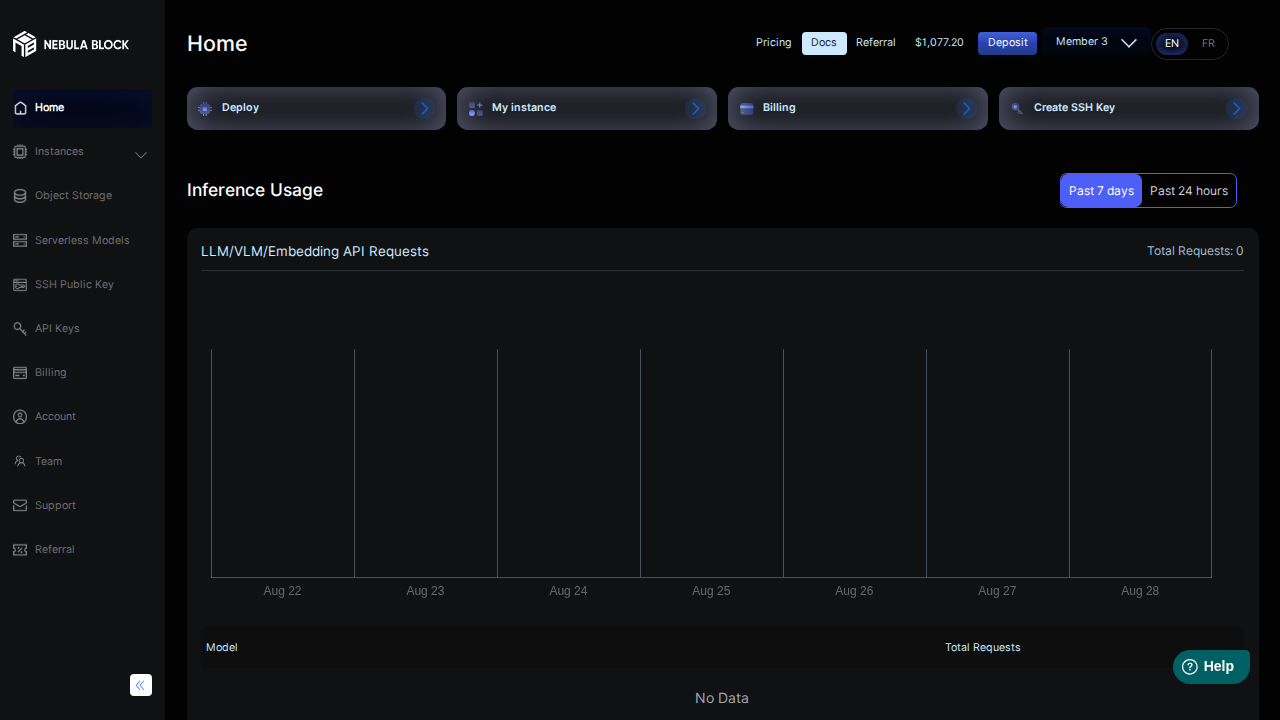 NEBULA BLOCK
Home
Pricing
Docs
Referral
$1,077.20
Deposit
Member 3
EN
FR
Home
Instances
Object Storage
Serverless Models
SSH Public Key
API Keys
Billing
Account
Team
Support
Referral
Deploy
My instance
Billing
Create SSH Key
Inference Usage
Past 7 days
Past 24 hours
LLM/VLM/Embedding API Requests
Total Requests: 0
Aug 22
Aug 23
Aug 24
Aug 25
Aug 26
Aug 27
Aug 28
Model
Total Requests
No Data
Help